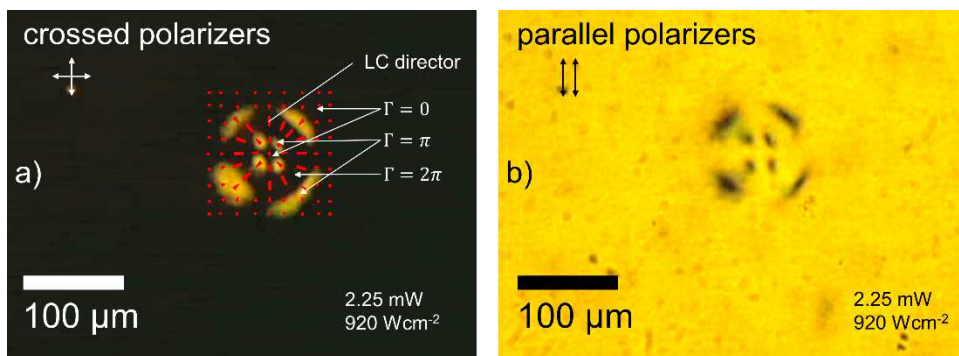 crossed polarizers
LC director
Γ = 0
Γ = π
Γ = 2π
a)
100 µm
2.25 mW
920 Wcm⁻²
parallel polarizers
b)
100 µm
2.25 mW
920 Wcm⁻²